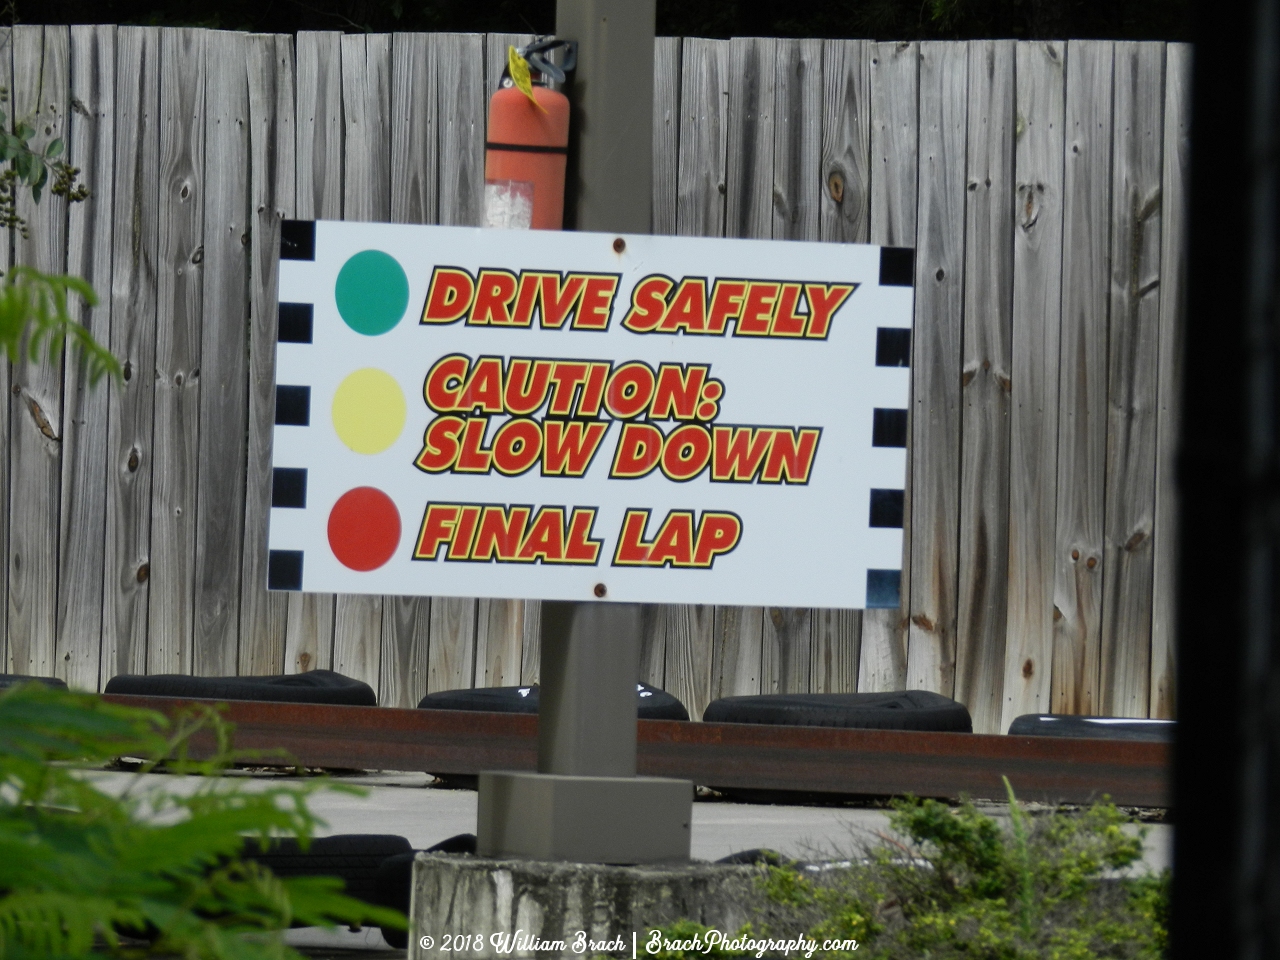 DRIVE SAFELY
CAUTION:
SLOW DOWN
FINAL LAP
© 2018 William Brach | BrachPhotography.com